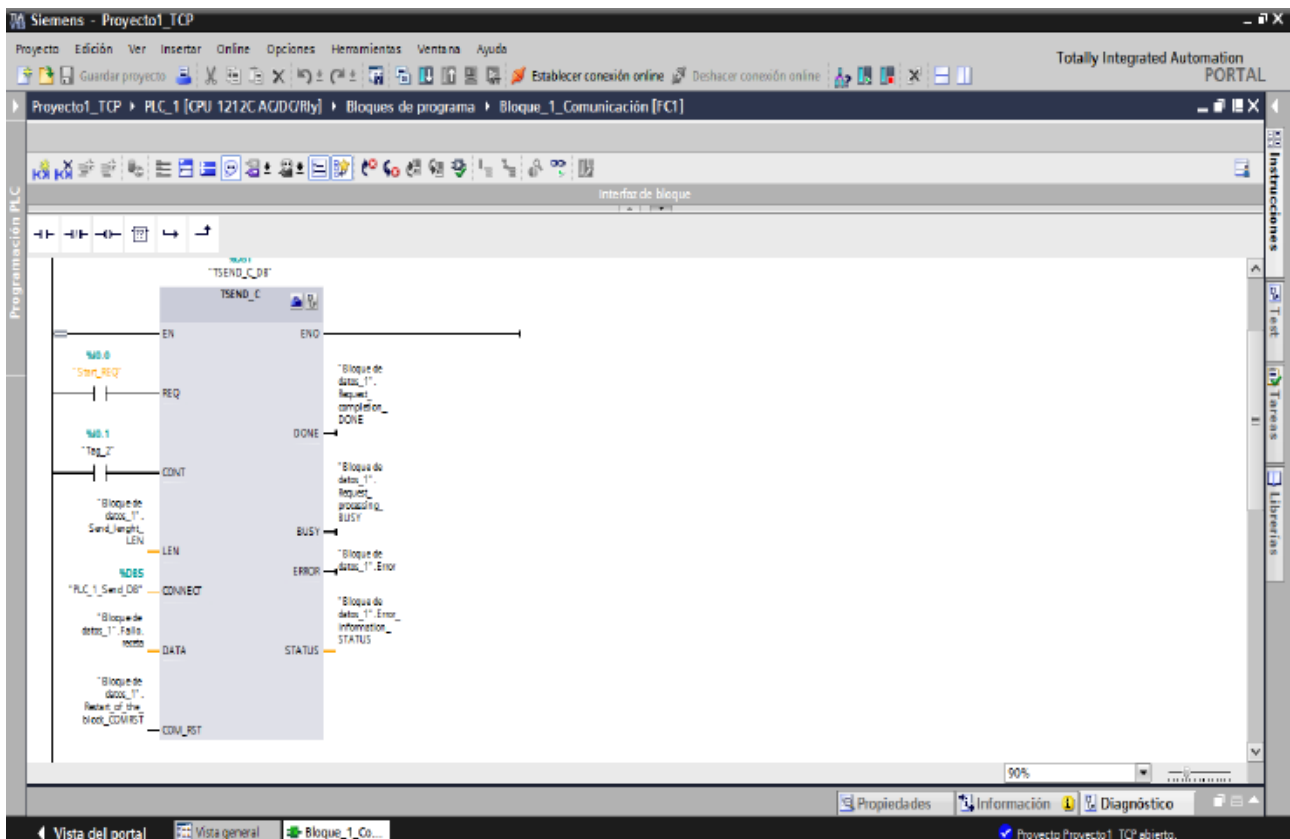 Siemens - Proyecto1_TCP
Proyecto Edición Ver Insertar Online Opciones Herramientas Ventana Ayuda
Totally Integrated Automation
PORTAL
Guardar proyecto Establecer conexión online Deshacer conexión online
Proyecto1_TCP PLC_1 [CPU 1212C AC/DC/Rly] Bloques de programa Bloque_1_Comunicación [FC1]
Interfaz de bloque
Programación PLC
Instrucciones
Test
Tareas
Librerías
"TSEND_C_DB"
TSEND_C
EN
ENO
%I0.0
"Start_REQ"
REQ
"Bloque de
datos_1".
Request_
completion_
DONE
DONE
%I0.1
"Tag_2"
CONT
"Bloque de
datos_1".
Request_
processing_
BUSY
BUSY
"Bloque de
datos_1".
Send_lenght_
LEN
LEN
"Bloque de
datos_1".Error
ERROR
%DB5
"PLC_1_Send_DB"
CONNECT
"Bloque de
datos_1".Error_
information_
STATUS
STATUS
"Bloque de
datos_1".Fallo.
receta
DATA
"Bloque de
datos_1".
Restart_of the_
block_COMRST
COM_RST
90%
Propiedades Información Diagnóstico
Vista del portal Vista general Bloque_1_Co... Proyecto Proyecto1_TCP abierto.